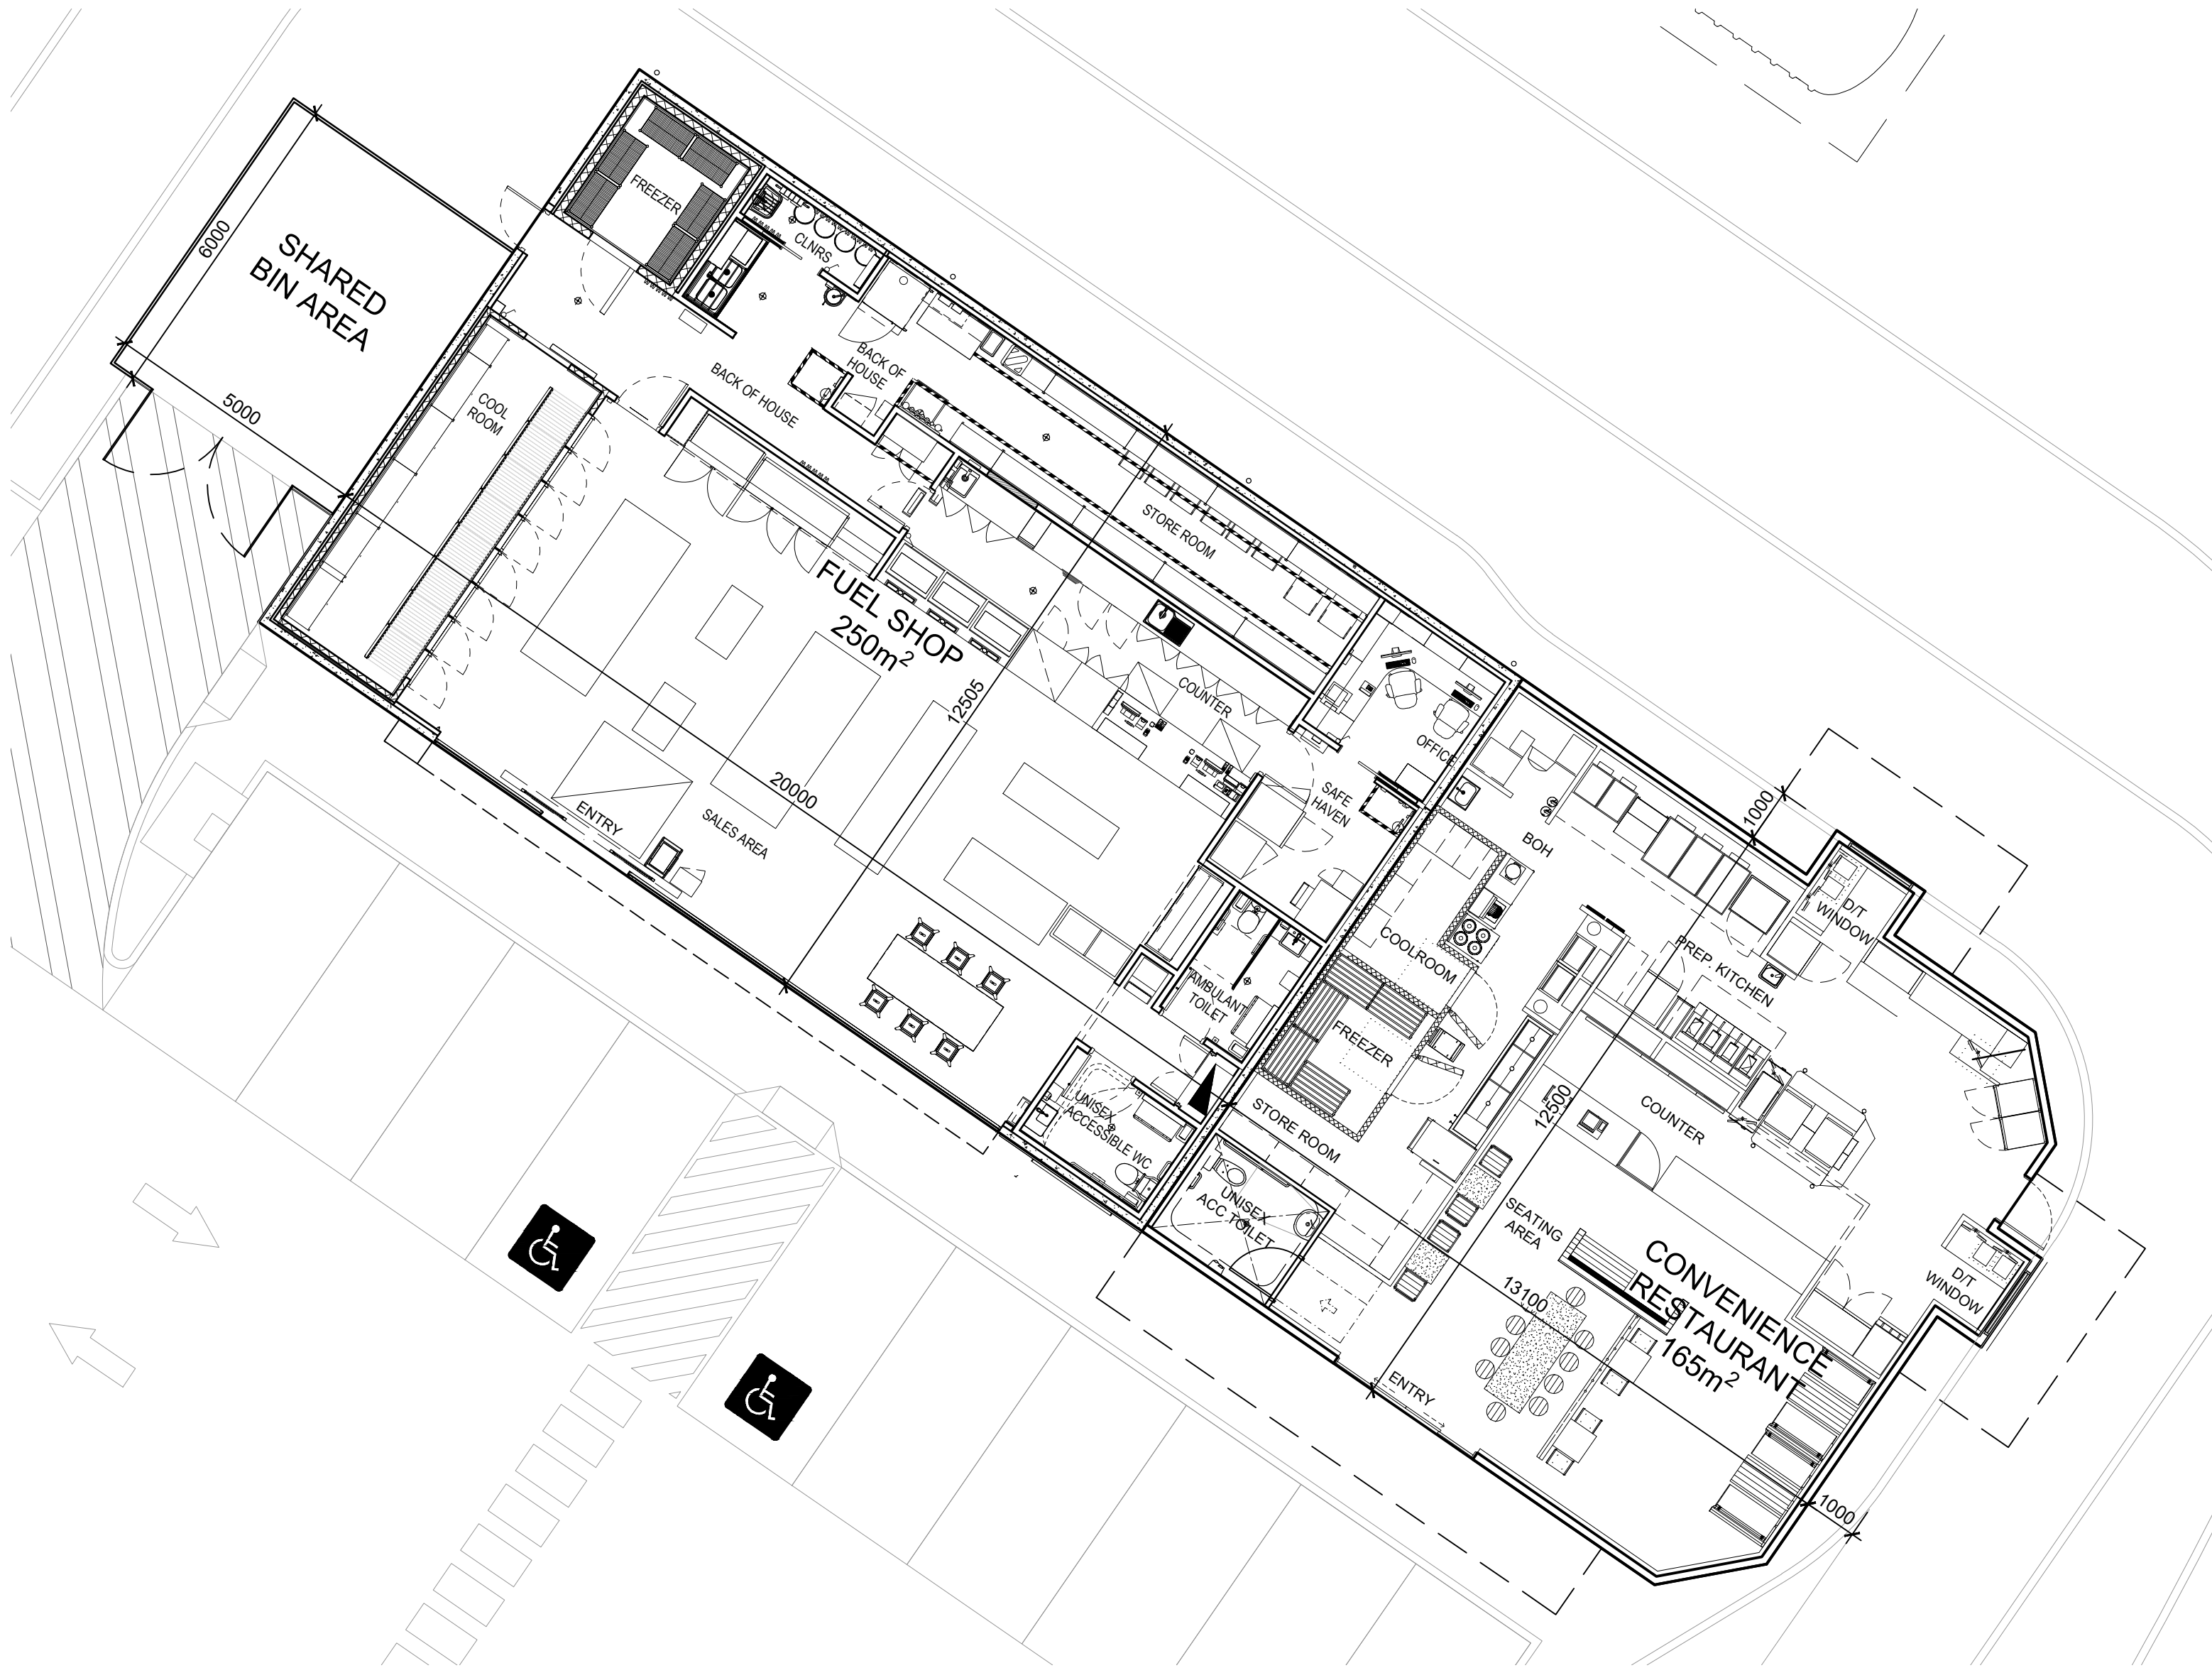 6000
SHARED
BIN AREA
5000
FREEZER
CLNRS
BACK OF
HOUSE
BACK OF HOUSE
COOL
ROOM
STORE ROOM
FUEL SHOP
250m²
12505
COUNTER
OFFICE
SAFE
HAVEN
20000
ENTRY
SALES AREA
AMBULANT
TOILET
UNISEX
ACCESSIBLE WC
BOH
1000
D/T
WINDOW
PREP. KITCHEN
COOLROOM
FREEZER
STORE ROOM
12500
COUNTER
UNISEX
ACC TOILET
SEATING
AREA
13100
CONVENIENCE
RESTAURANT
165m²
D/T
WINDOW
ENTRY
1000